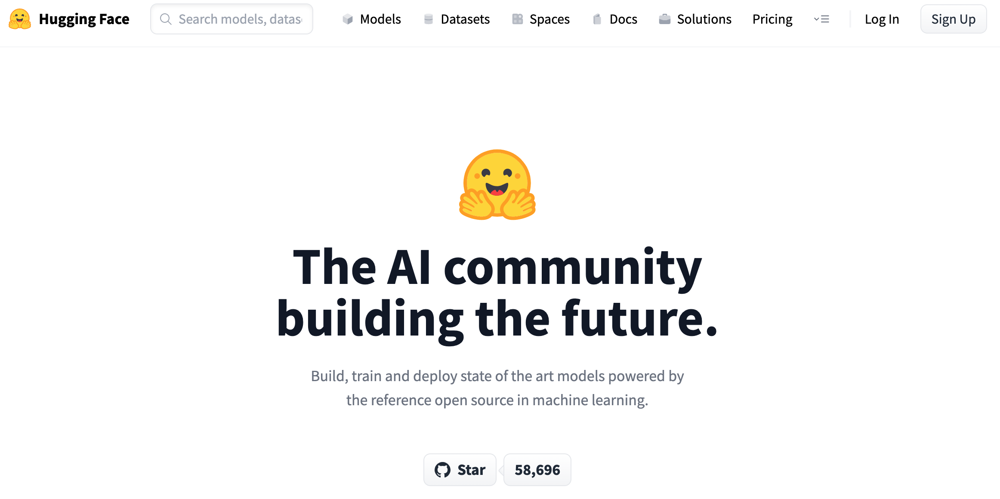 Hugging Face
Search models, datas
Models
Datasets
Spaces
Docs
Solutions
Pricing
Log In
Sign Up
The AI community
building the future.
Build, train and deploy state of the art models powered by
the reference open source in machine learning.
Star
58,696